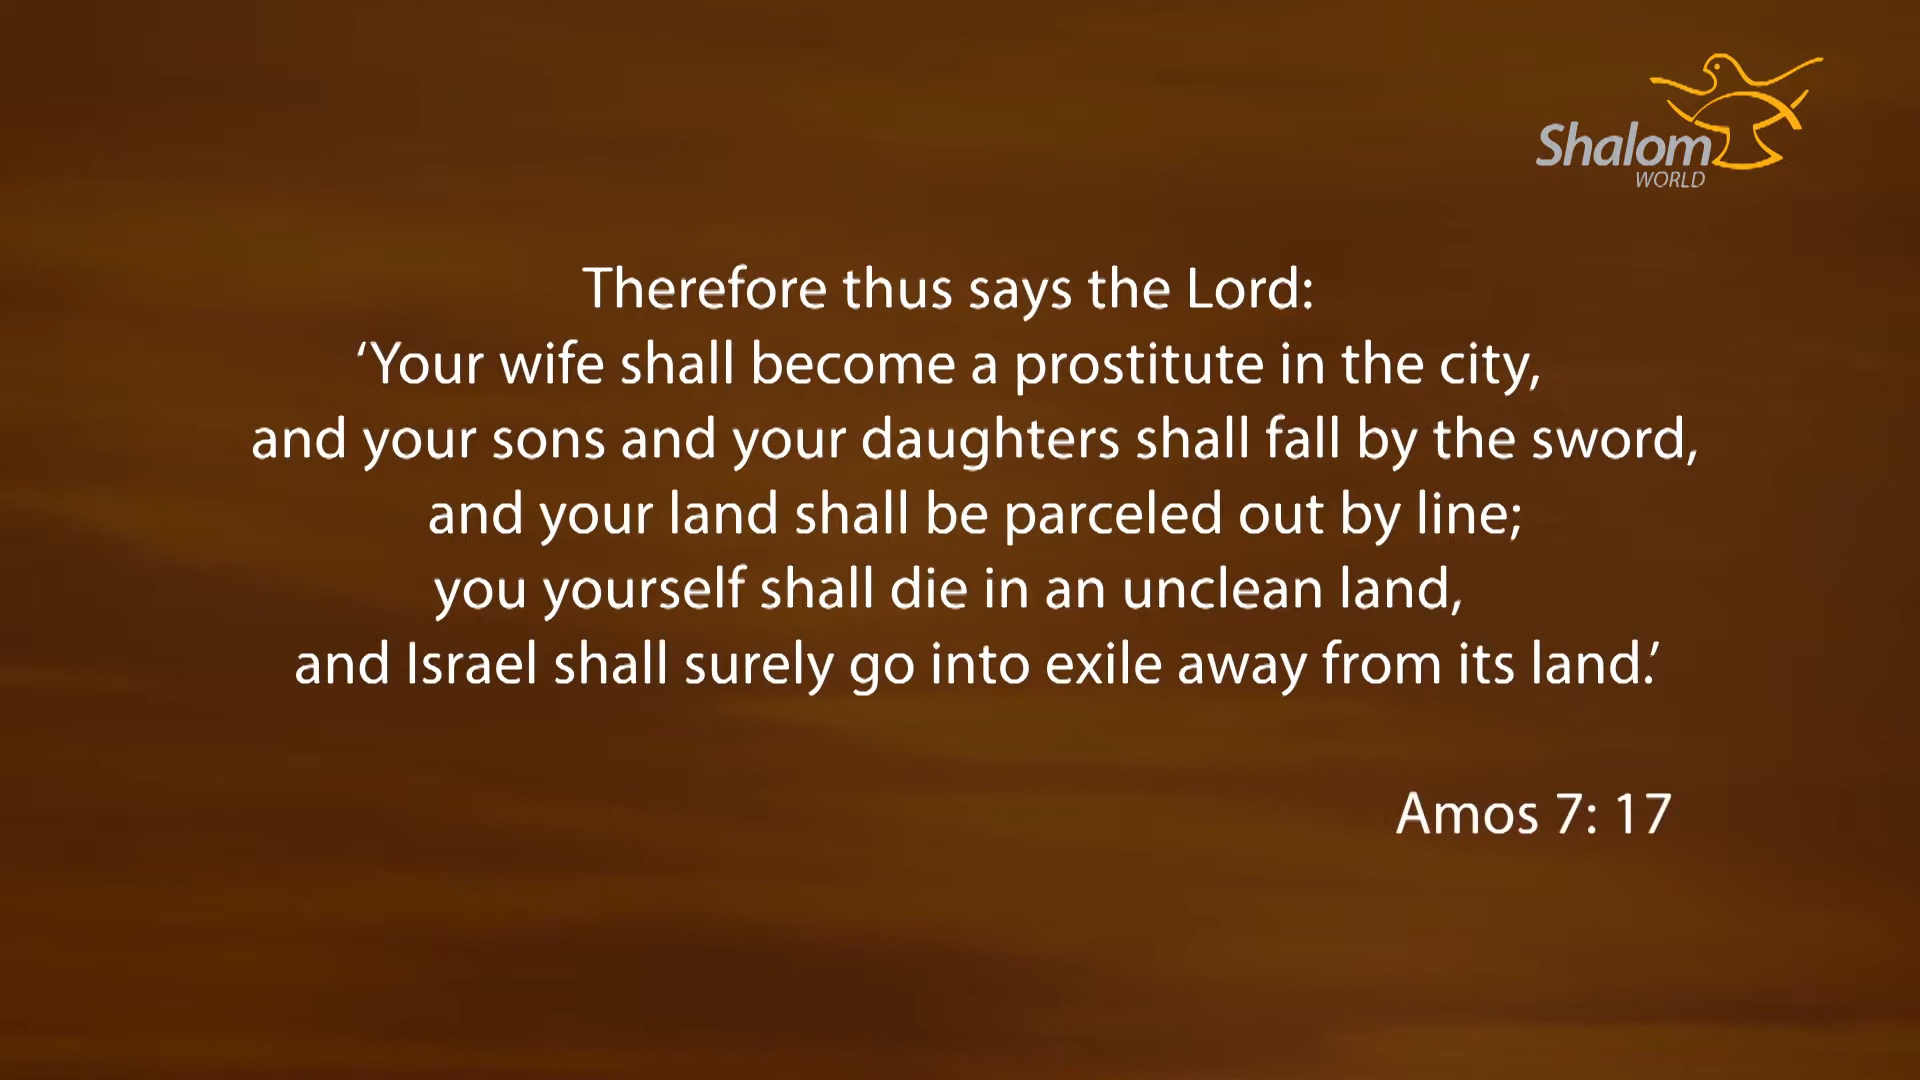 Shalom
WORLD
Therefore thus says the Lord:
‘Your wife shall become a prostitute in the city,
and your sons and your daughters shall fall by the sword,
and your land shall be parceled out by line;
you yourself shall die in an unclean land,
and Israel shall surely go into exile away from its land.’
Amos 7: 17